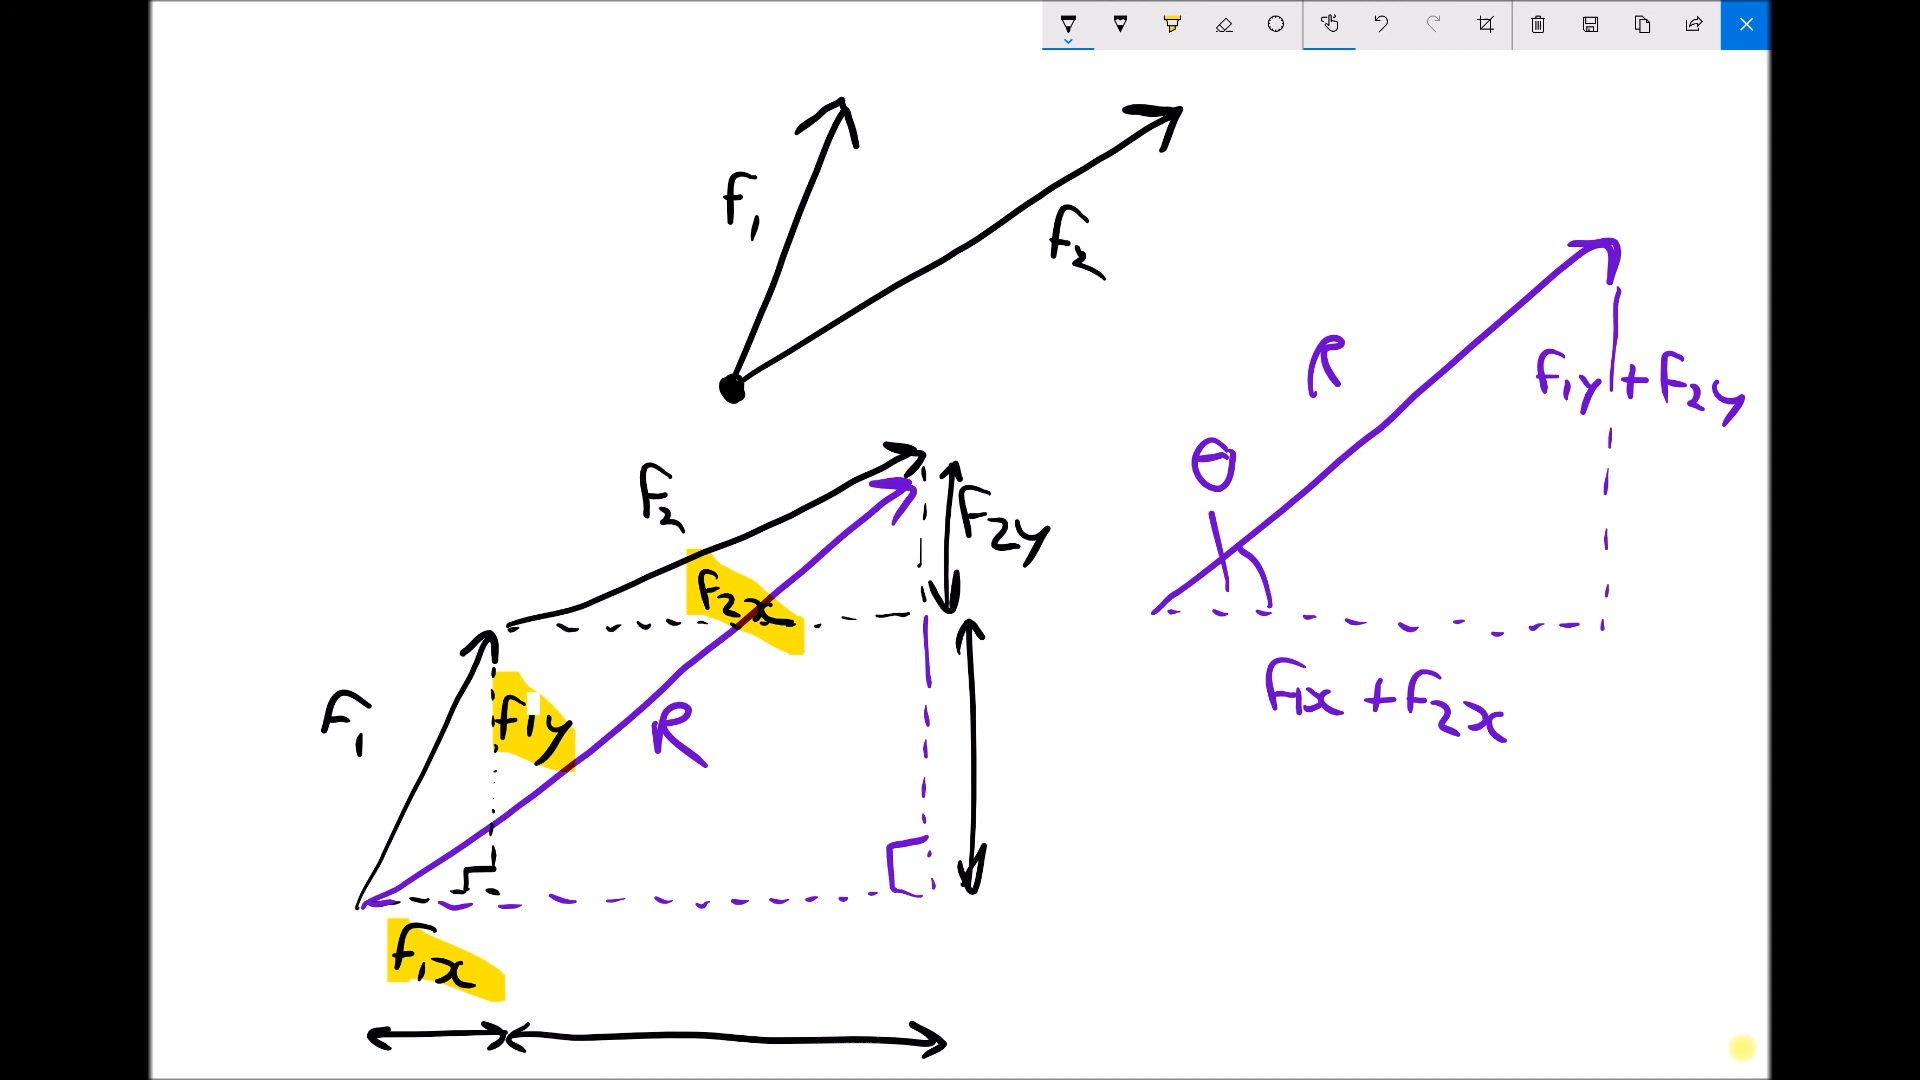 F₁
F₂
R
F₁y + F₂y
θ
F₂
F₂y
F₂x
F₁
F₁y
R
F₁x + F₂x
F₁x